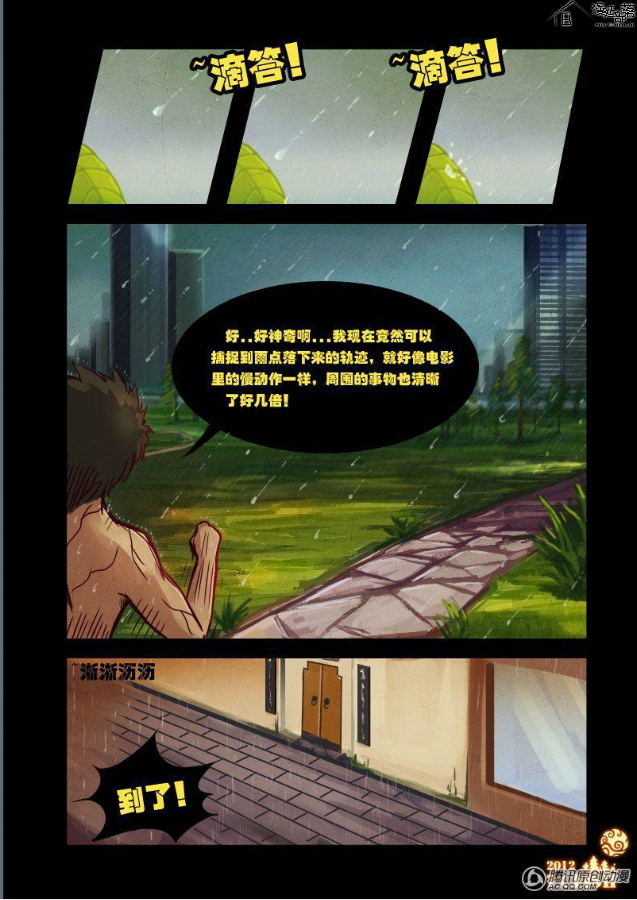 ~滴答！
~滴答！
好..好神奇啊...我现在竟然可以
捕捉到雨点落下来的轨迹，就好像电影
里的慢动作一样，周围的事物也清晰
了好几倍！
~淅淅沥沥
到了！
2012
腾讯原创动漫
AC.QQ.COM